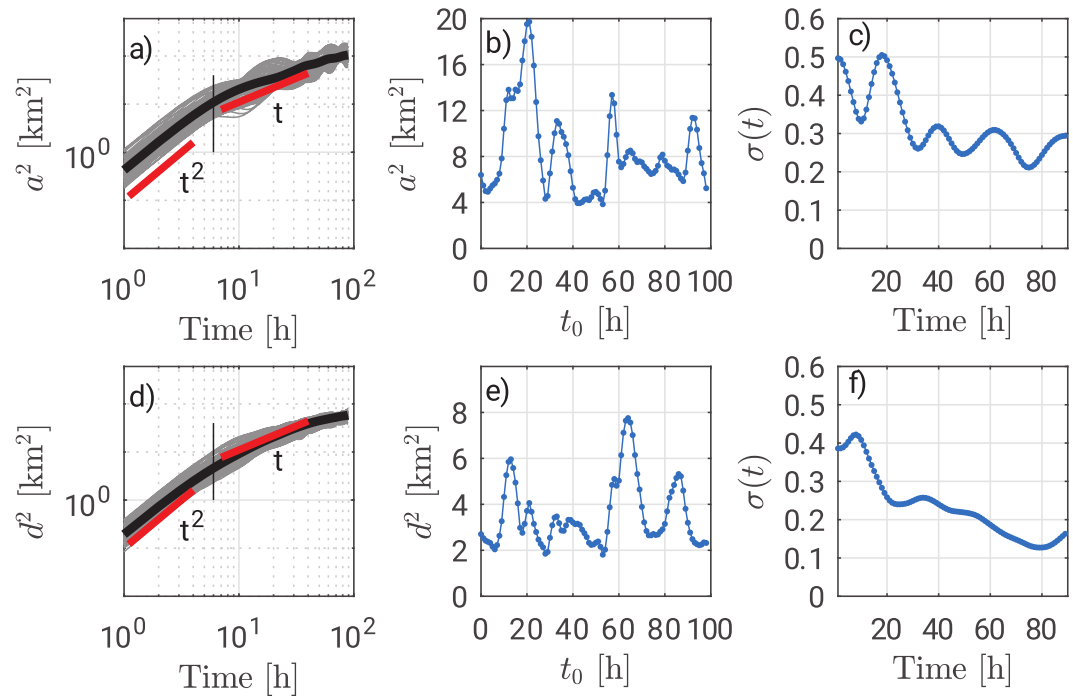 a)
a² [km²]
10⁰
t
t²
10⁰ 10¹ 10²
Time [h]
b)
a² [km²]
20
16
12
8
4
0
0 20 40 60 80 100
t₀ [h]
c)
σ(t)
0.6
0.5
0.4
0.3
0.2
0.1
20 40 60 80
Time [h]
d)
d² [km²]
10⁰
t
t²
10⁰ 10¹ 10²
Time [h]
e)
d² [km²]
8
6
4
2
0
0 20 40 60 80 100
t₀ [h]
f)
σ(t)
0.6
0.5
0.4
0.3
0.2
0.1
0
20 40 60 80
Time [h]